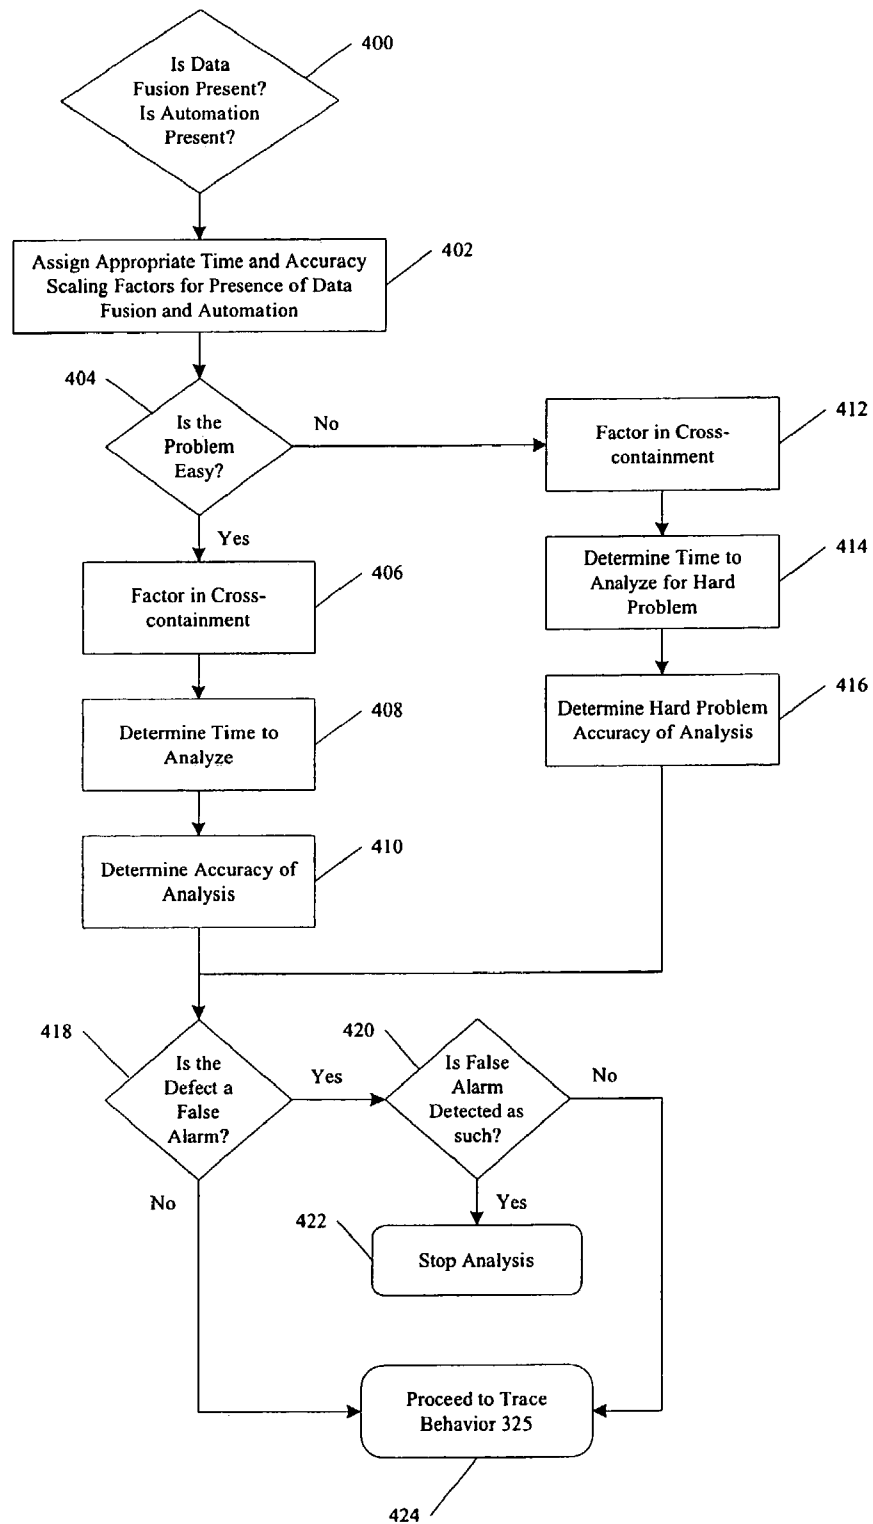 400
Is Data
Fusion Present?
Is Automation
Present?
402
Assign Appropriate Time and Accuracy
Scaling Factors for Presence of Data
Fusion and Automation
404
Is the
Problem
Easy?
No
Yes
412
Factor in Cross-
containment
406
Factor in Cross-
containment
414
Determine Time to
Analyze for Hard
Problem
408
Determine Time to
Analyze
416
Determine Hard Problem
Accuracy of Analysis
410
Determine Accuracy of
Analysis
418
Is the
Defect a
False
Alarm?
Yes
No
420
Is False
Alarm
Detected as
such?
No
Yes
422
Stop Analysis
Proceed to Trace
Behavior 325
424